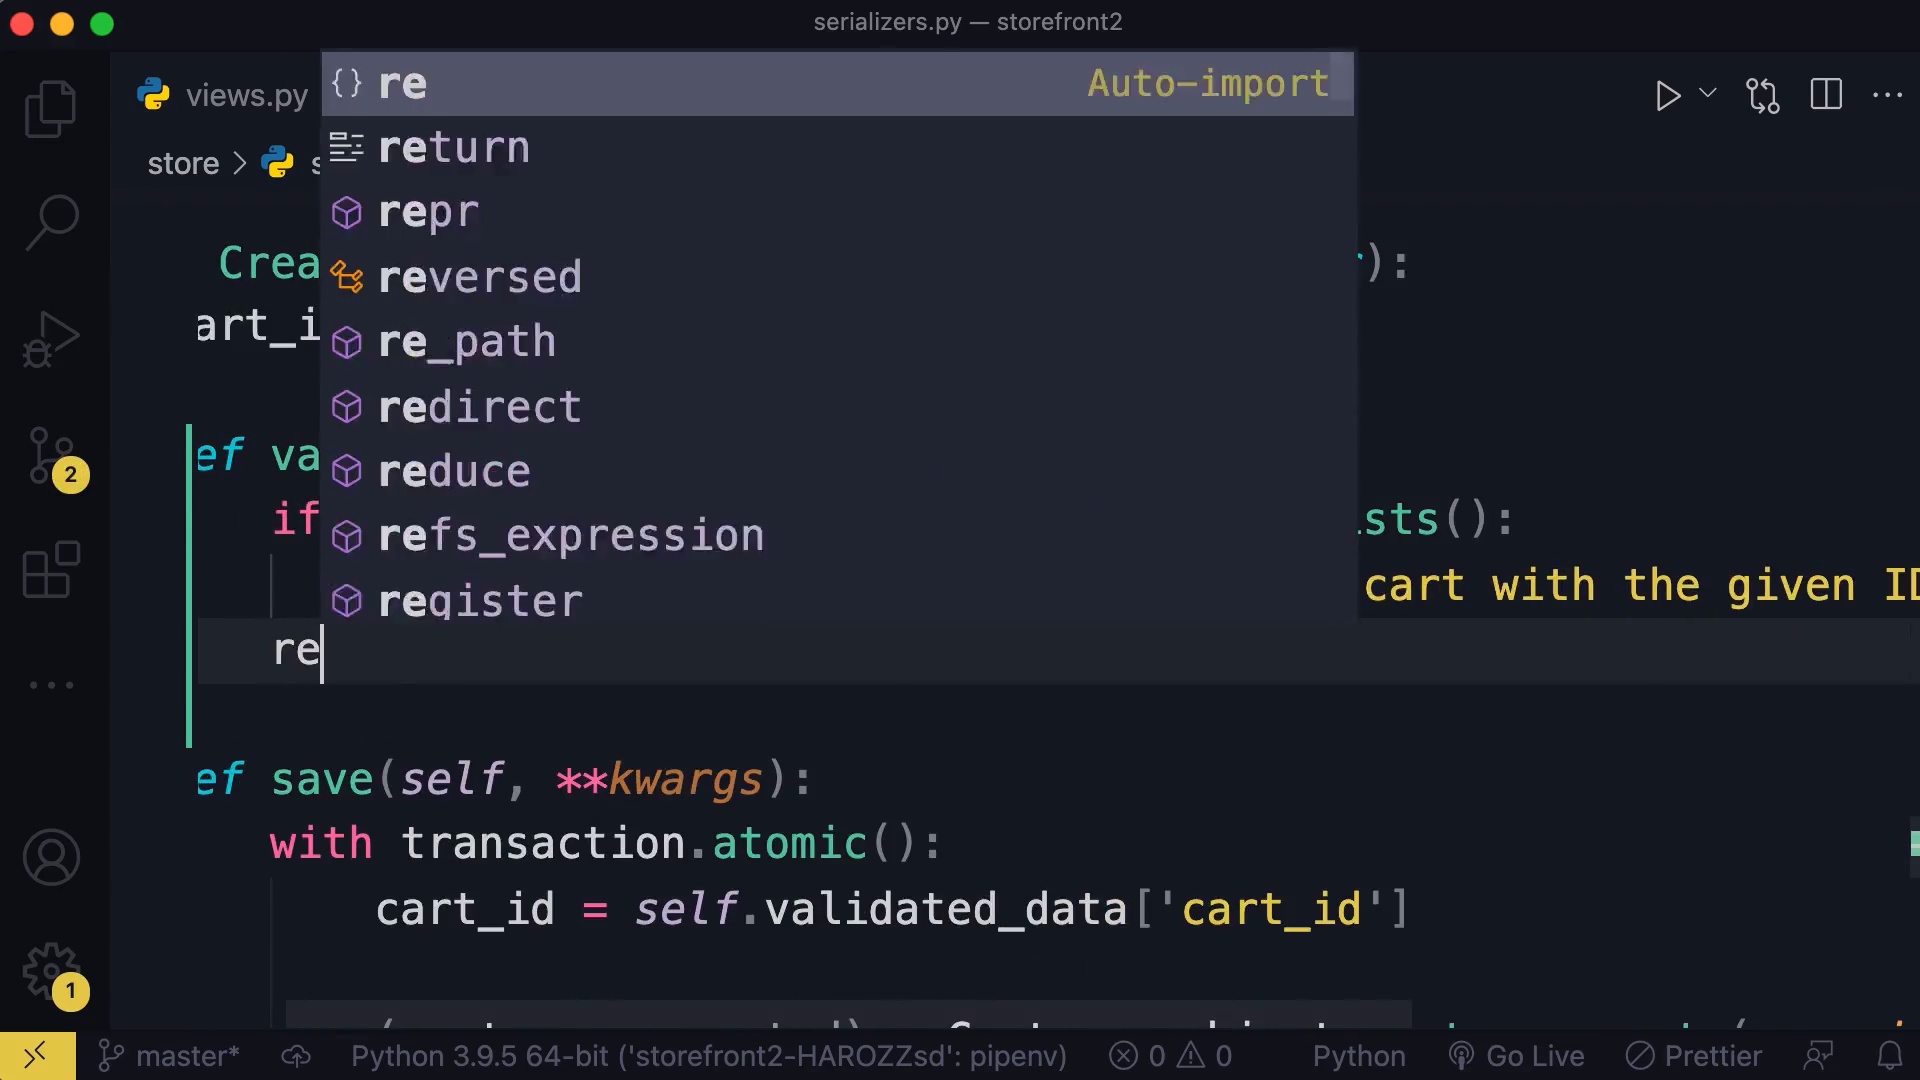 serializers.py — storefront2
views.py
store >
re Auto-import
return
repr
reversed
re_path
redirect
reduce
refs_expression
register
Crea r):
art_i
ef va
if ists():
cart with the given ID
re
ef save(self, **kwargs):
with transaction.atomic():
cart_id = self.validated_data['cart_id']
2
1
master* Python 3.9.5 64-bit ('storefront2-HAROZZsd': pipenv) 0 0 Python Go Live Prettier